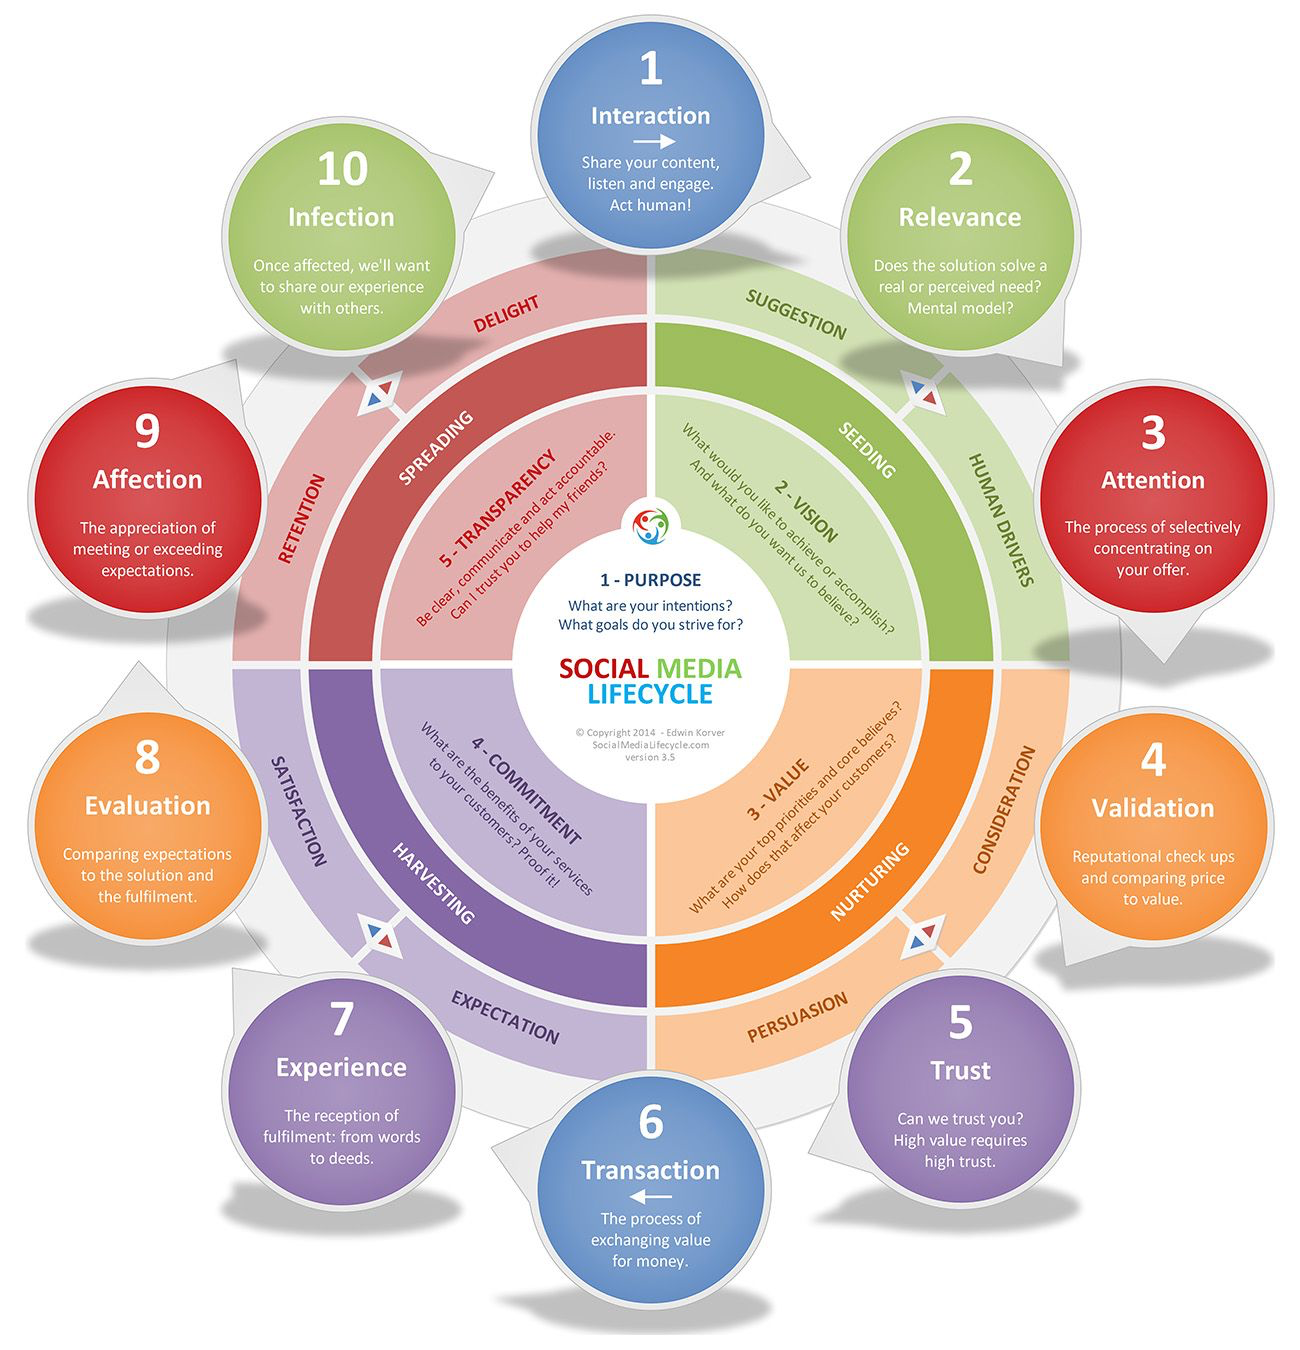 1
Interaction
Share your content,
listen and engage.
Act human!
2
Relevance
Does the solution solve a
real or perceived need?
Mental model?
3
Attention
The process of selectively
concentrating on
your offer.
4
Validation
Reputational check ups
and comparing price
to value.
5
Trust
Can we trust you?
High value requires
high trust.
6
Transaction
The process of
exchanging value
for money.
7
Experience
The reception of
fulfilment: from words
to deeds.
8
Evaluation
Comparing expectations
to the solution and
the fulfilment.
9
Affection
The appreciation of
meeting or exceeding
expectations.
10
Infection
Once affected, we'll want
to share our experience
with others.
SUGGESTION
HUMAN DRIVERS
CONSIDERATION
PERSUASION
EXPECTATION
SATISFACTION
RETENTION
DELIGHT
SEEDING
NURTURING
HARVESTING
SPREADING
1 - PURPOSE
What are your intentions?
What goals do you strive for?
SOCIAL MEDIA
LIFECYCLE
© Copyright 2014 - Edwin Korver
SocialMediaLifecycle.com
version 3.5
2 - VISION
What would you like to achieve or accomplish?
And what do you want us to believe?
3 - VALUE
What are your top priorities and core believes?
How does that affect your customers?
4 - COMMITMENT
What are the benefits of your services
to your customers? Proof it!
5 - TRANSPARENCY
Be clear, communicate and act accountable.
Can I trust you to help my friends?